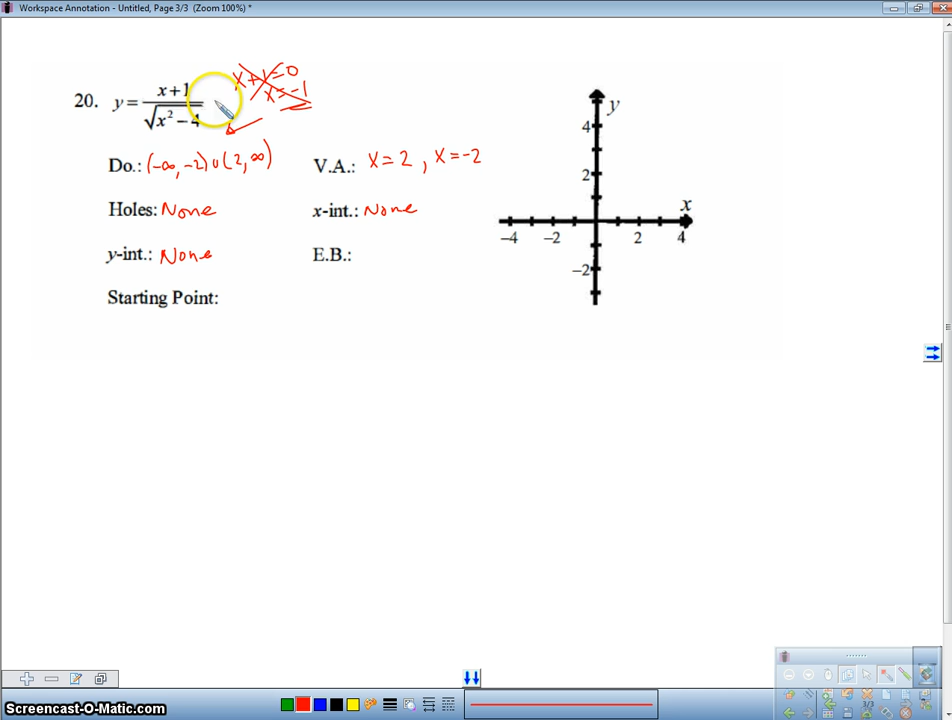 Workspace Annotation - Untitled, Page 3/3 (Zoom 100%) *
x+1=0
x=-1
20. y = x+1 / √x² – 4
Do.: (-∞, -2) ∪ (2, ∞) V.A.: x=2, x=-2
Holes: None x-int.: None
y-int.: None E.B.:
Starting Point:
y
4
2
x
-4 -2 2 4
-2
3/3
Screencast-O-Matic.com